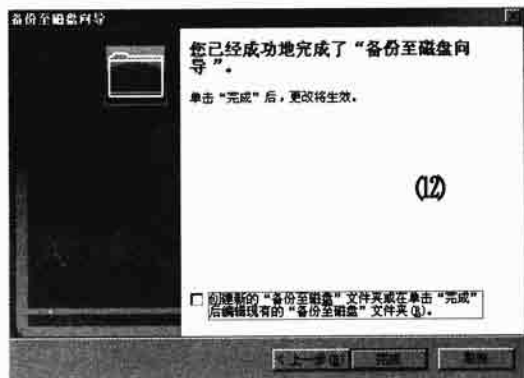 备份至磁盘向导
您已经成功地完成了“备份至磁盘向
导”。
单击“完成”后，更改将生效。
(12)
创建新的“备份至磁盘”文件夹或在单击“完成”
后编辑现有的“备份至磁盘”文件夹(R)。
<上一步(B) 完成 取消